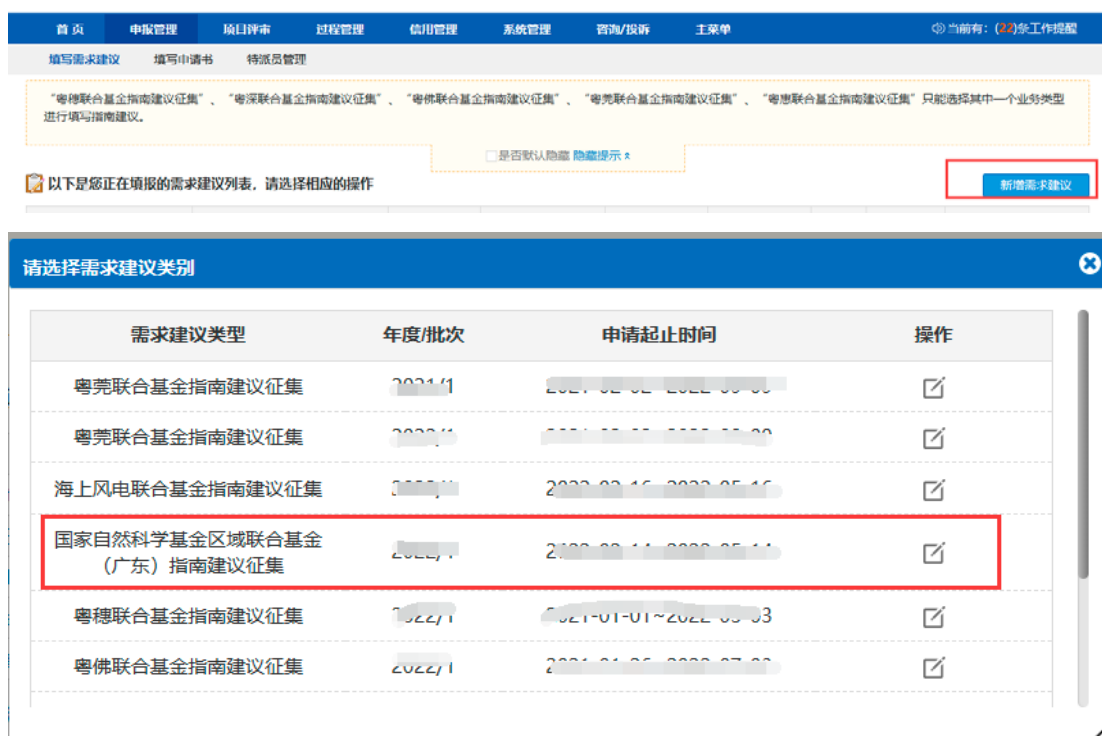 首 页 申报管理 项目评审 过程管理 信用管理 系统管理 咨询/投诉 主菜单 当前有：(22)条工作提醒
填写需求建议 填写申请书 特派员管理
“粤穗联合基金指南建议征集”、“粤深联合基金指南建议征集”、“粤佛联合基金指南建议征集”、“粤莞联合基金指南建议征集”、“粤惠联合基金指南建议征集”只能选择其中一个业务类型
进行填写指南建议。
是否默认隐藏 隐藏提示
以下是您正在填报的需求建议列表，请选择相应的操作 新增需求建议
请选择需求建议类别
需求建议类型 年度/批次 申请起止时间 操作
粤莞联合基金指南建议征集
粤莞联合基金指南建议征集
海上风电联合基金指南建议征集
国家自然科学基金区域联合基金
（广东）指南建议征集
粤穗联合基金指南建议征集
粤佛联合基金指南建议征集 2022/1